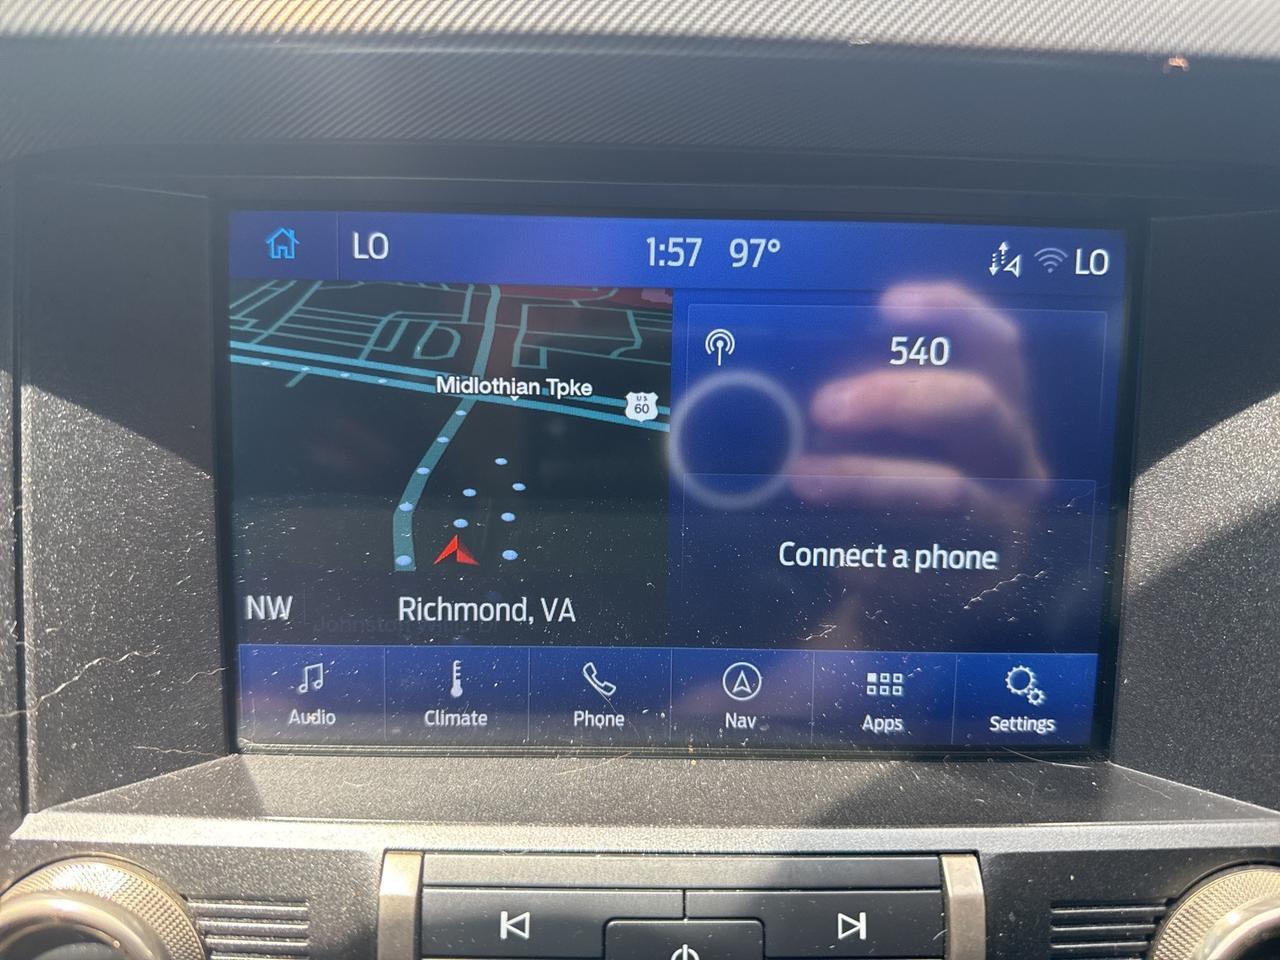 LO 1:57 97° LO
Midlothian Tpke
US
60
540
Connect a phone
NW Richmond, VA
Audio Climate Phone Nav Apps Settings